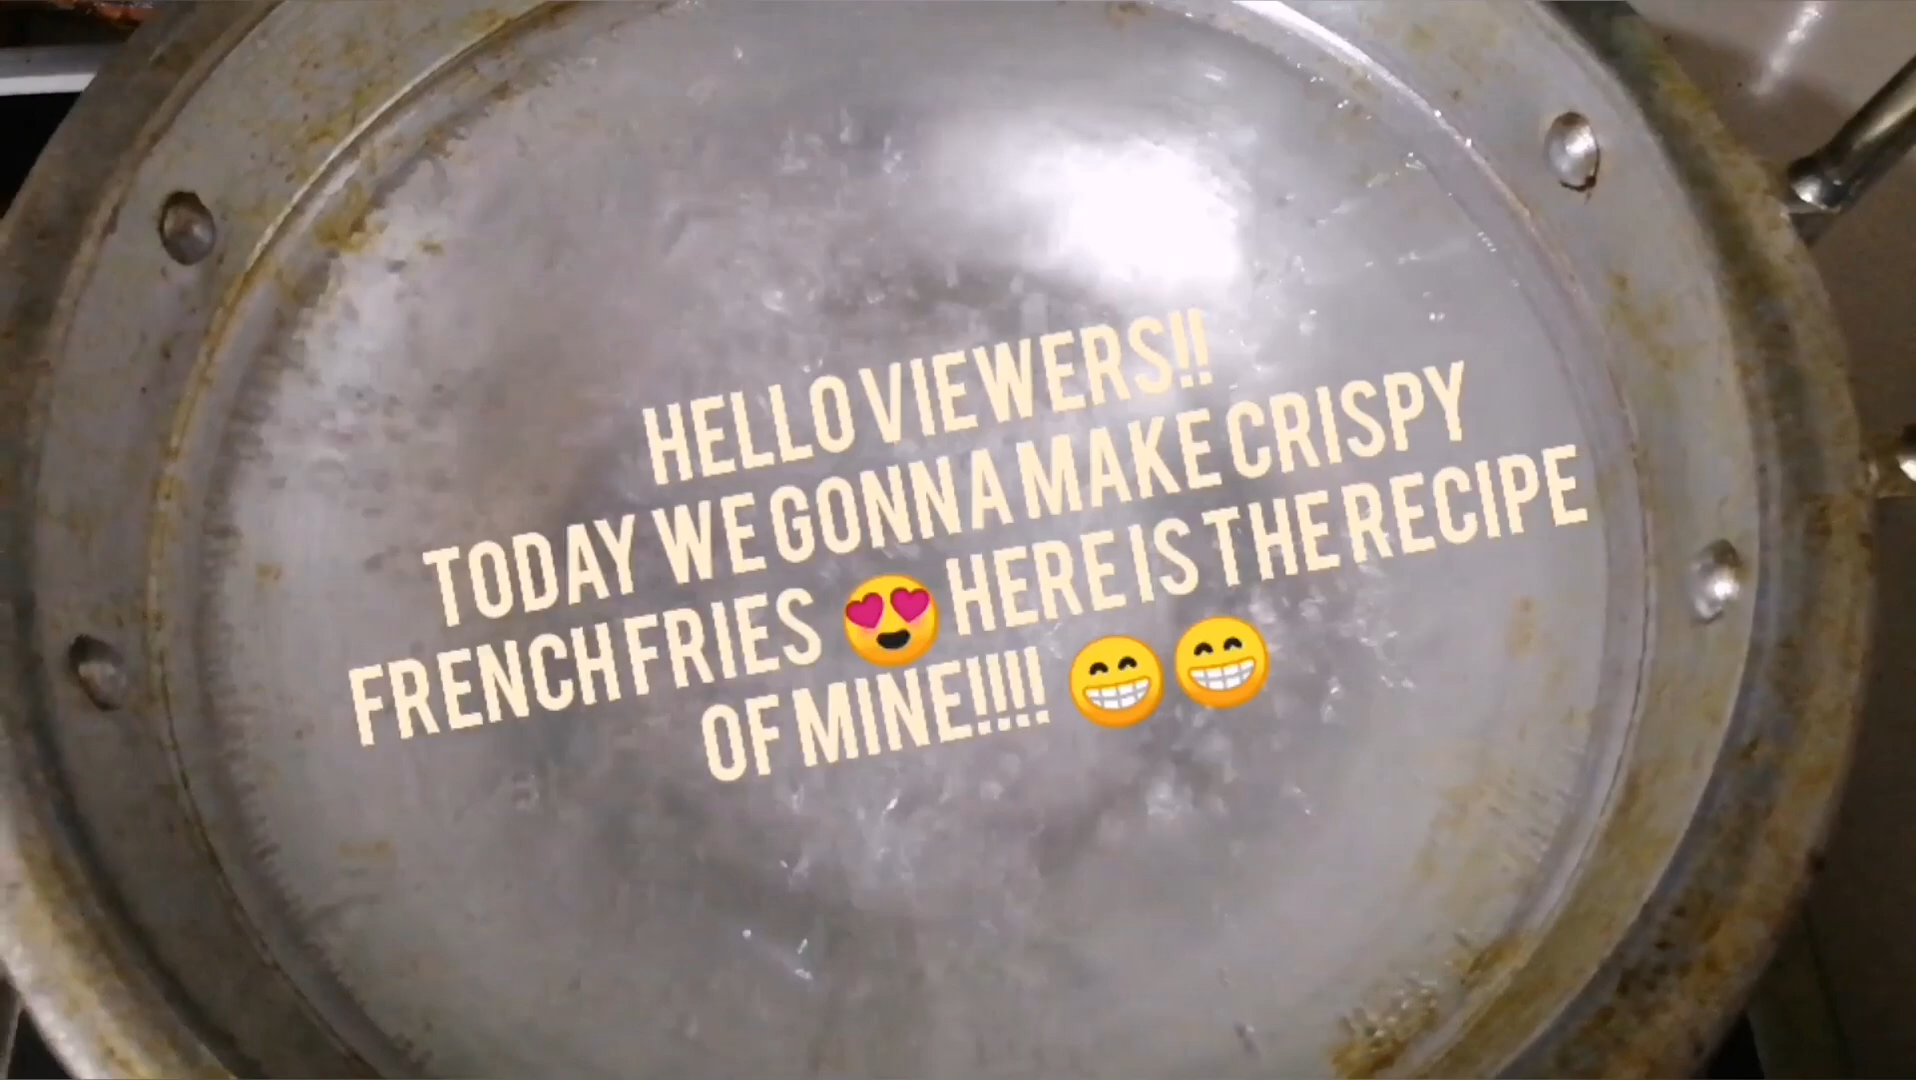 HELLO VIEWERS!!
TODAY WE GONNA MAKE CRISPY
FRENCH FRIES 😍 HERE IS THE RECIPE
OF MINE!!!! 😁😁